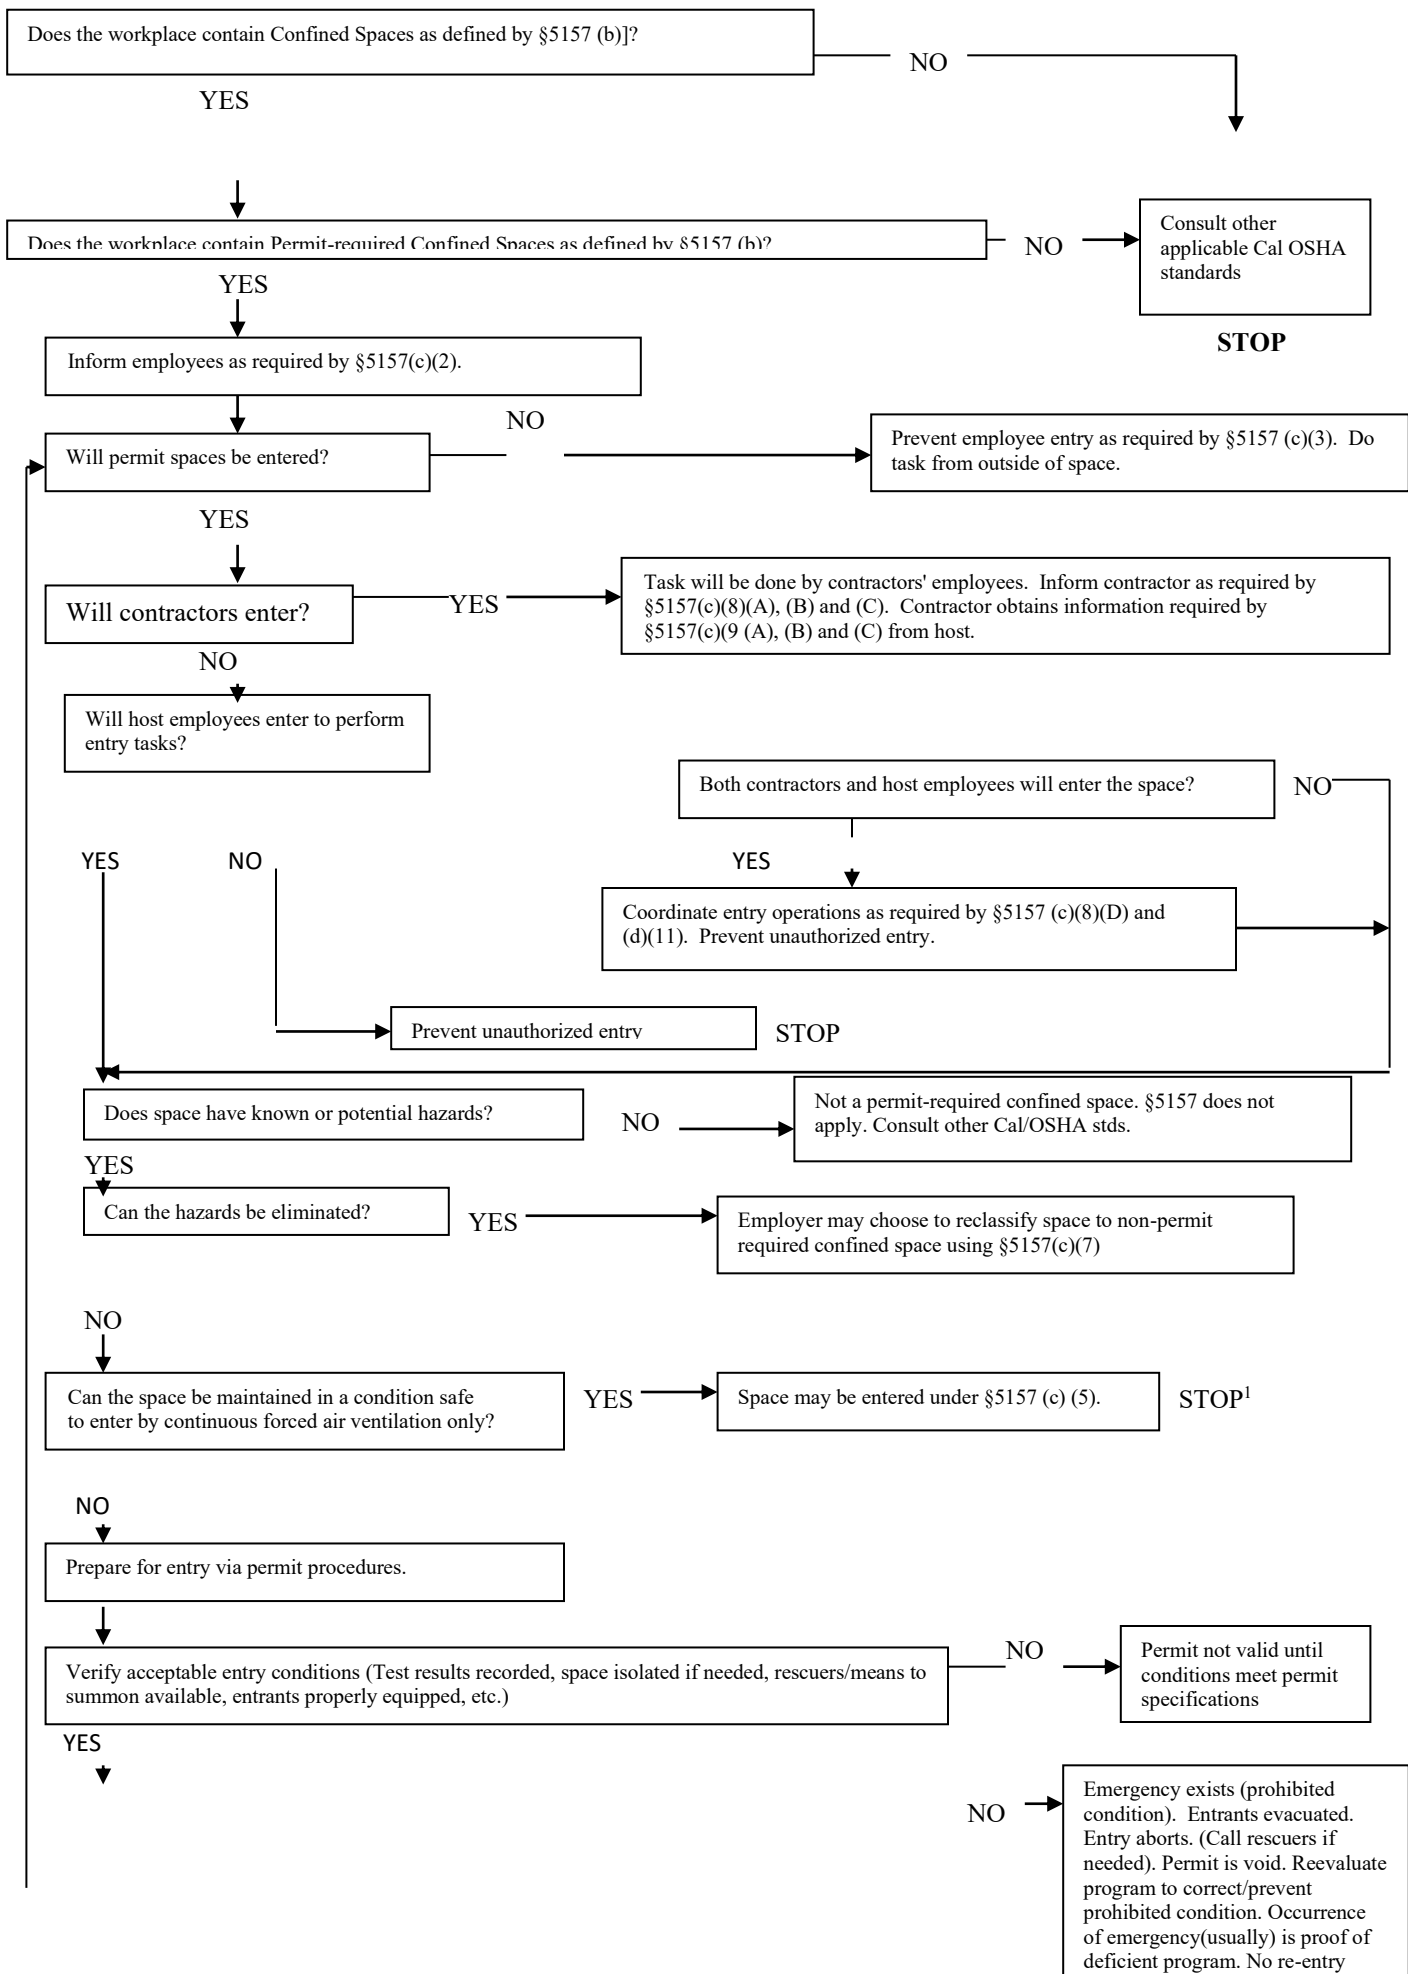 Does the workplace contain Confined Spaces as defined by §5157 (b)]?
NO
YES
Does the workplace contain Permit-required Confined Spaces as defined by §5157 (b)?
NO
Consult other
applicable Cal OSHA
standards
YES
STOP
Inform employees as required by §5157(c)(2).
NO
Will permit spaces be entered?
Prevent employee entry as required by §5157 (c)(3). Do
task from outside of space.
YES
Will contractors enter?
YES
Task will be done by contractors' employees. Inform contractor as required by
§5157(c)(8)(A), (B) and (C). Contractor obtains information required by
§5157(c)(9 (A), (B) and (C) from host.
NO
Will host employees enter to perform
entry tasks?
Both contractors and host employees will enter the space?
NO
YES
NO
YES
Coordinate entry operations as required by §5157 (c)(8)(D) and
(d)(11). Prevent unauthorized entry.
Prevent unauthorized entry
STOP
Does space have known or potential hazards?
NO
Not a permit-required confined space. §5157 does not
apply. Consult other Cal/OSHA stds.
YES
Can the hazards be eliminated?
YES
Employer may choose to reclassify space to non-permit
required confined space using §5157(c)(7)
NO
Can the space be maintained in a condition safe
to enter by continuous forced air ventilation only?
YES
Space may be entered under §5157 (c) (5).
STOP¹
NO
Prepare for entry via permit procedures.
Verify acceptable entry conditions (Test results recorded, space isolated if needed, rescuers/means to
summon available, entrants properly equipped, etc.)
NO
Permit not valid until
conditions meet permit
specifications
YES
NO
Emergency exists (prohibited
condition). Entrants evacuated.
Entry aborts. (Call rescuers if
needed). Permit is void. Reevaluate
program to correct/prevent
prohibited condition. Occurrence
of emergency(usually) is proof of
deficient program. No re-entry